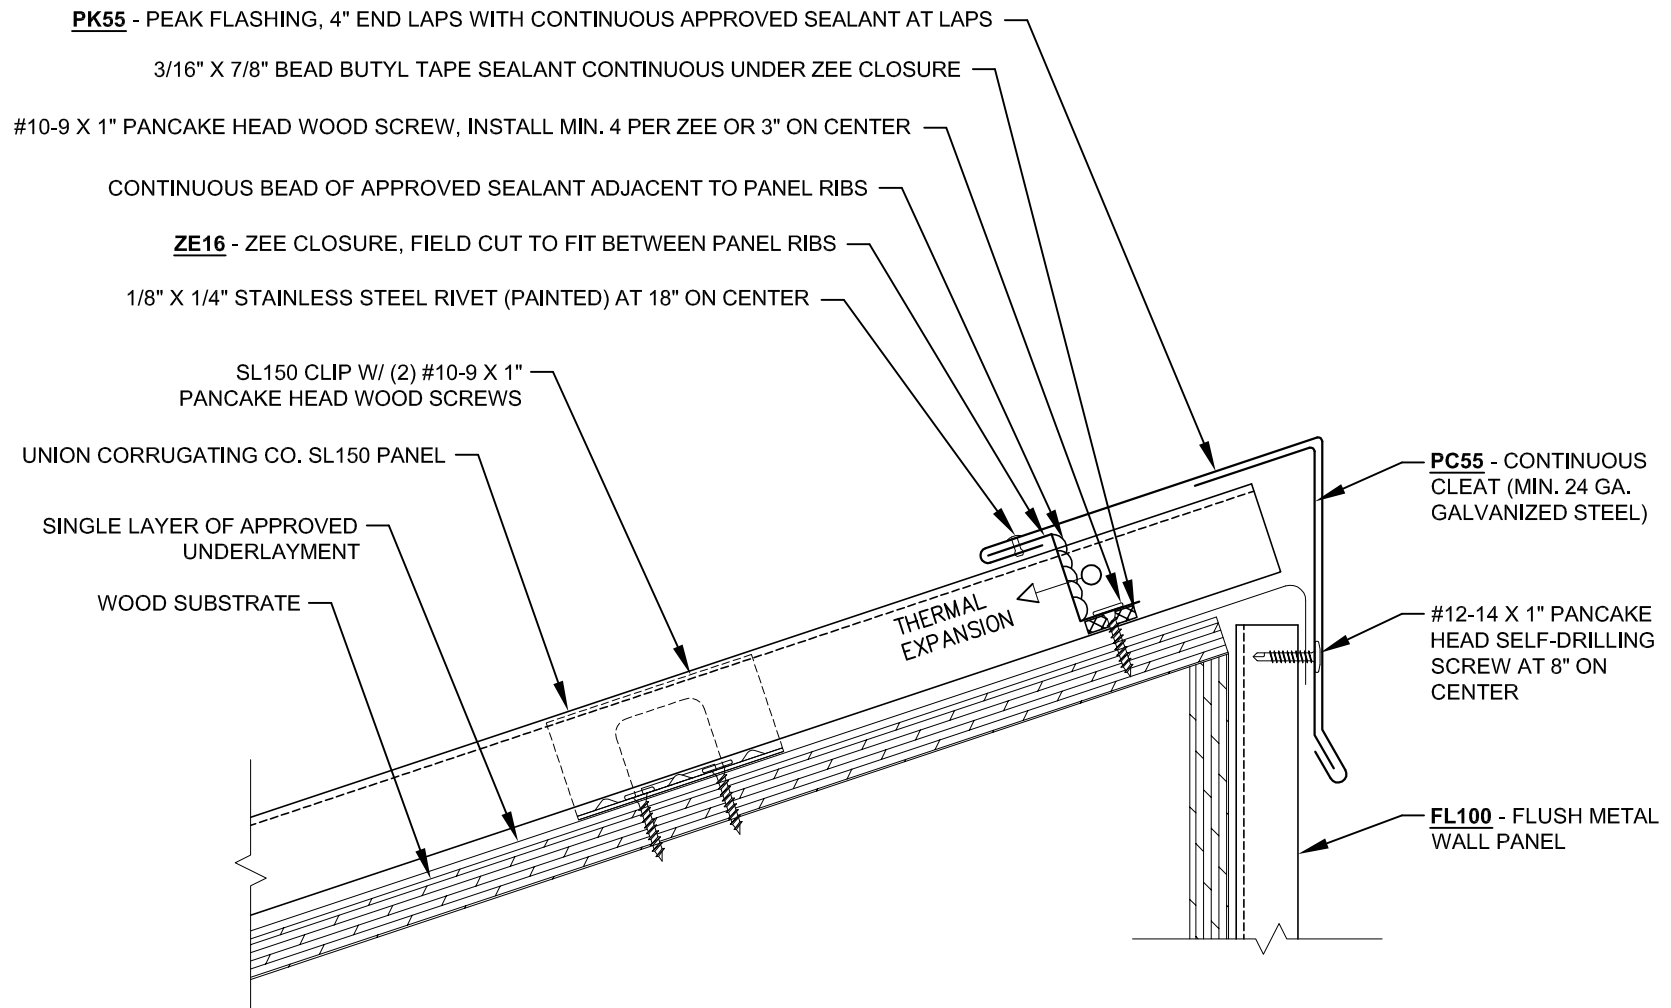 PK55 - PEAK FLASHING, 4" END LAPS WITH CONTINUOUS APPROVED SEALANT AT LAPS
3/16" X 7/8" BEAD BUTYL TAPE SEALANT CONTINUOUS UNDER ZEE CLOSURE
#10-9 X 1" PANCAKE HEAD WOOD SCREW, INSTALL MIN. 4 PER ZEE OR 3" ON CENTER
CONTINUOUS BEAD OF APPROVED SEALANT ADJACENT TO PANEL RIBS
ZE16 - ZEE CLOSURE, FIELD CUT TO FIT BETWEEN PANEL RIBS
1/8" X 1/4" STAINLESS STEEL RIVET (PAINTED) AT 18" ON CENTER
SL150 CLIP W/ (2) #10-9 X 1"
PANCAKE HEAD WOOD SCREWS
UNION CORRUGATING CO. SL150 PANEL
SINGLE LAYER OF APPROVED
UNDERLAYMENT
WOOD SUBSTRATE
THERMAL
EXPANSION
PC55 - CONTINUOUS
CLEAT (MIN. 24 GA.
GALVANIZED STEEL)
#12-14 X 1" PANCAKE
HEAD SELF-DRILLING
SCREW AT 8" ON
CENTER
FL100 - FLUSH METAL
WALL PANEL